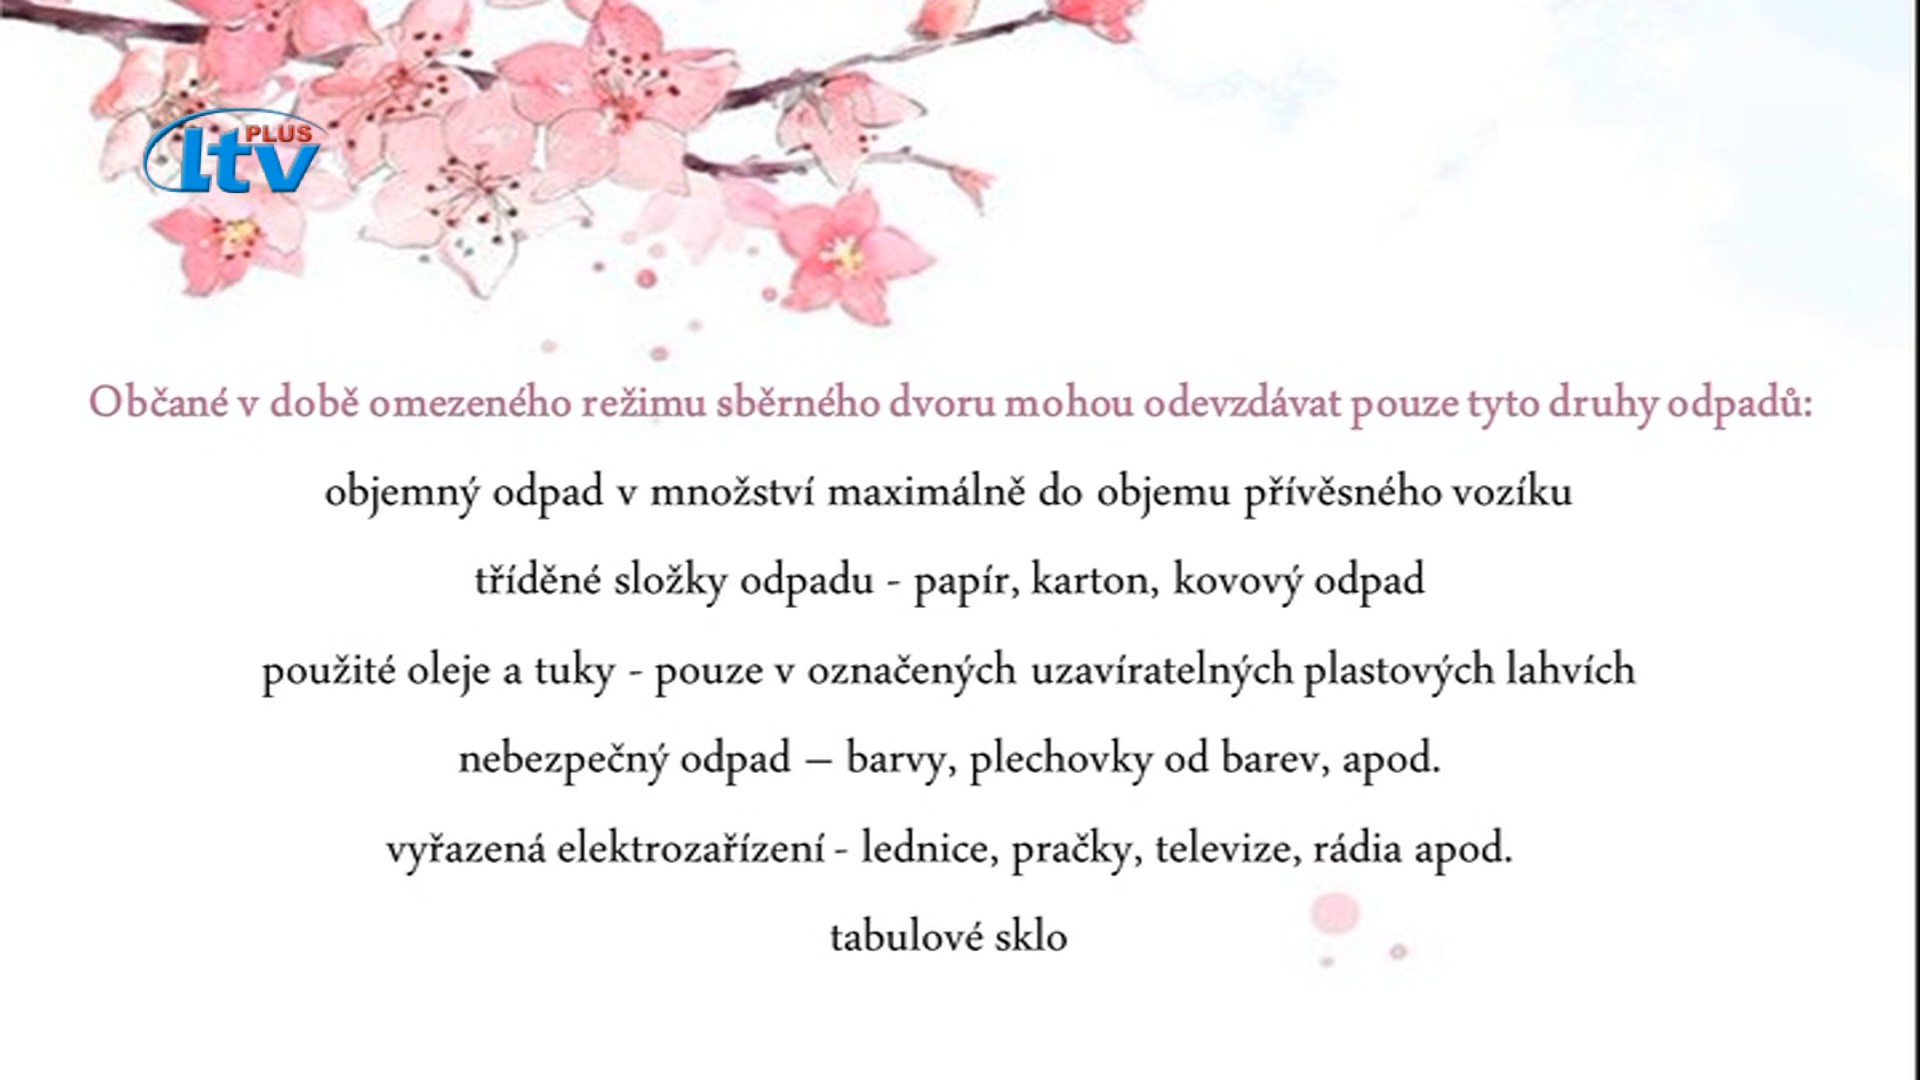 ltv PLUS
Občané v době omezeného režimu sběrného dvoru mohou odevzdávat pouze tyto druhy odpadů:
objemný odpad v množství maximálně do objemu přívěsného vozíku
tříděné složky odpadu - papír, karton, kovový odpad
použité oleje a tuky - pouze v označených uzavíratelných plastových lahvích
nebezpečný odpad – barvy, plechovky od barev, apod.
vyřazená elektrozařízení - lednice, pračky, televize, rádia apod.
tabulové sklo